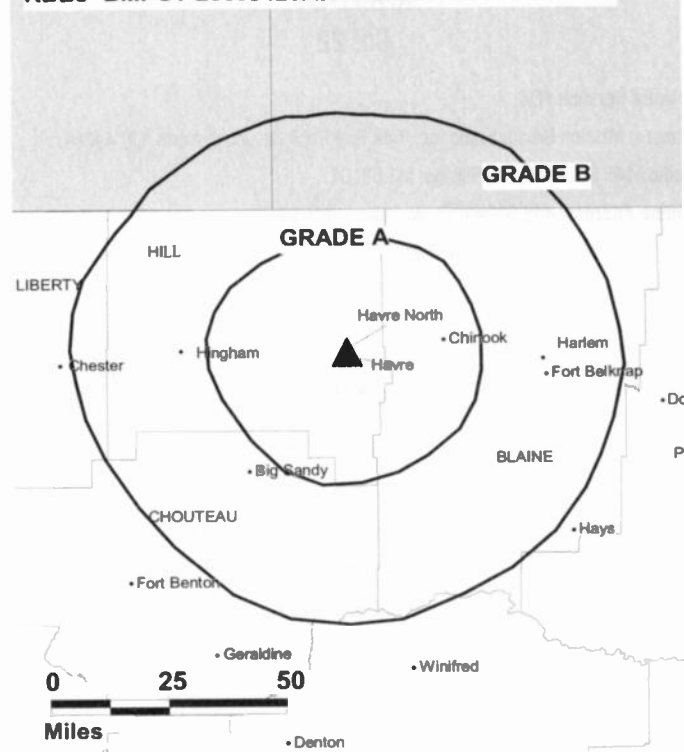 GRADE B
GRADE A
HILL
LIBERTY
Havre North
Chinook
Harlem
Hingham
Havre
Chester
Fort Belknap
Do
P
BLAINE
Big Sandy
CHOUTEAU
Hays
Fort Benton
Geraldine
Winifred
0 25 50
Miles
Denton